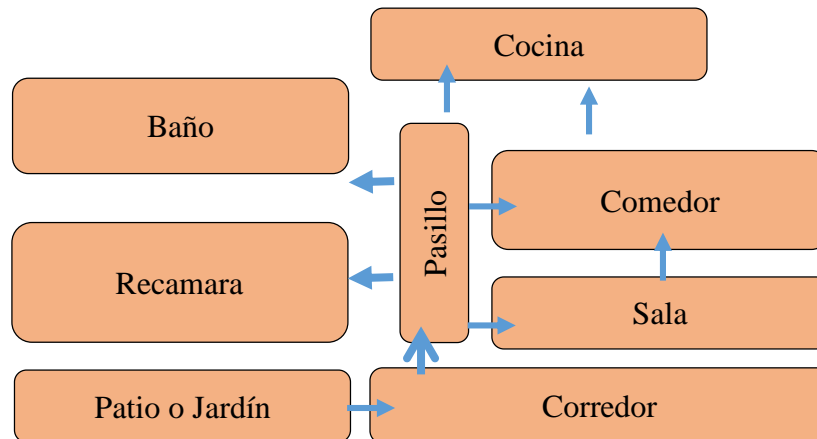 Cocina
Baño
Comedor
Pasillo
Recamara
Sala
Patio o Jardín
Corredor